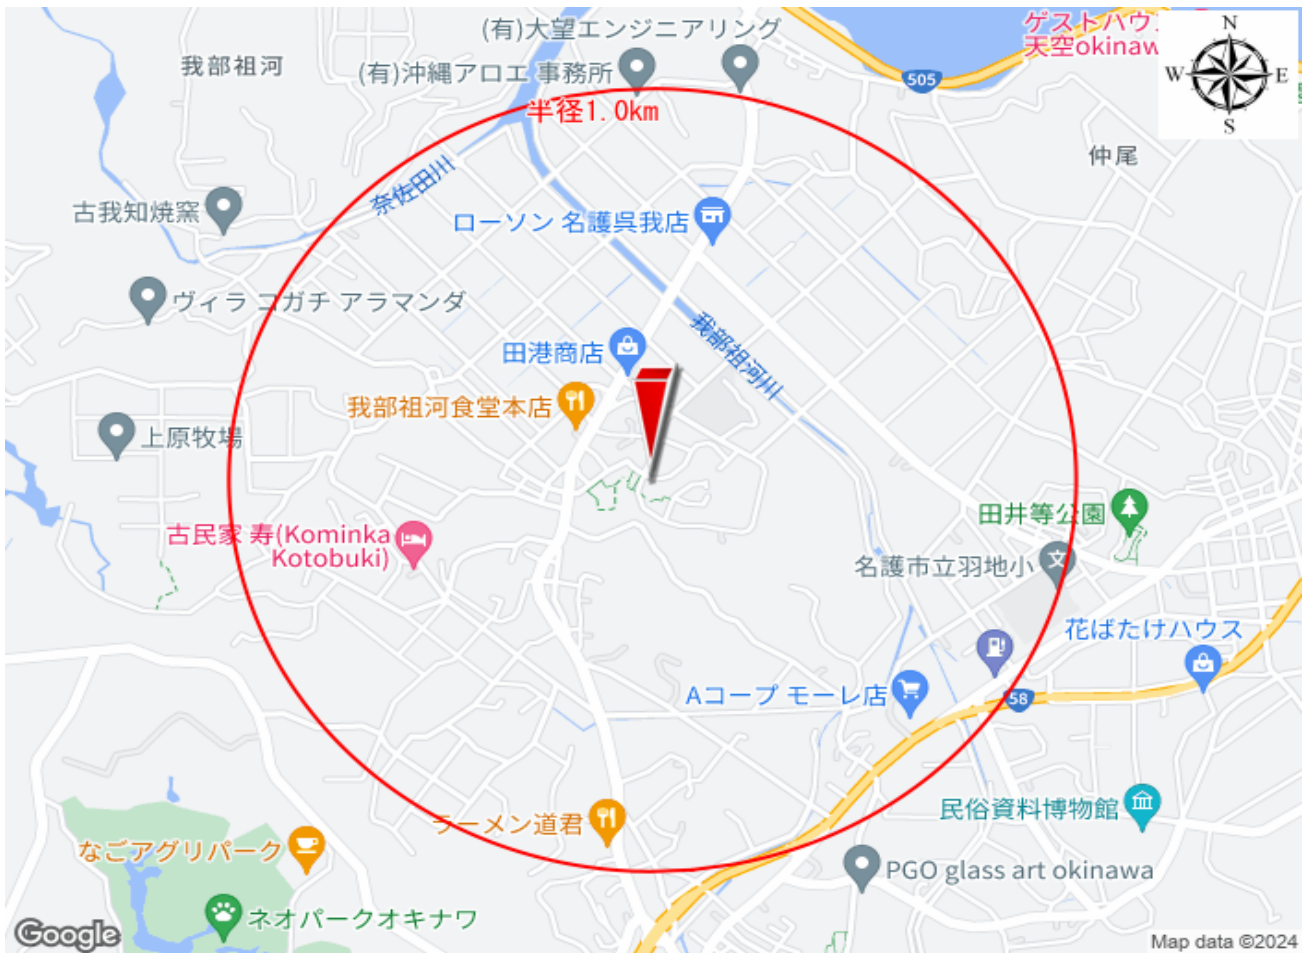 (有)大望エンジニアリング
ゲストハウ
天空okinaw
N
W
E
S
我部祖河
(有)沖縄アロエ 事務所
505
半径1.0km
仲尾
奈佐田川
古我知焼窯
ローソン 名護呉我店
ヴィラ コガチ アラマンダ
我部祖河川
田港商店
我部祖河食堂本店
上原牧場
田井等公園
古民家 寿(Kominka
Kotobuki)
名護市立羽地小
文
花ばたけハウス
Aコープ モーレ店
58
民俗資料博物館
ラーメン道君
なごアグリパーク
PGO glass art okinawa
ネオパークオキナワ
Google
Map data ©2024